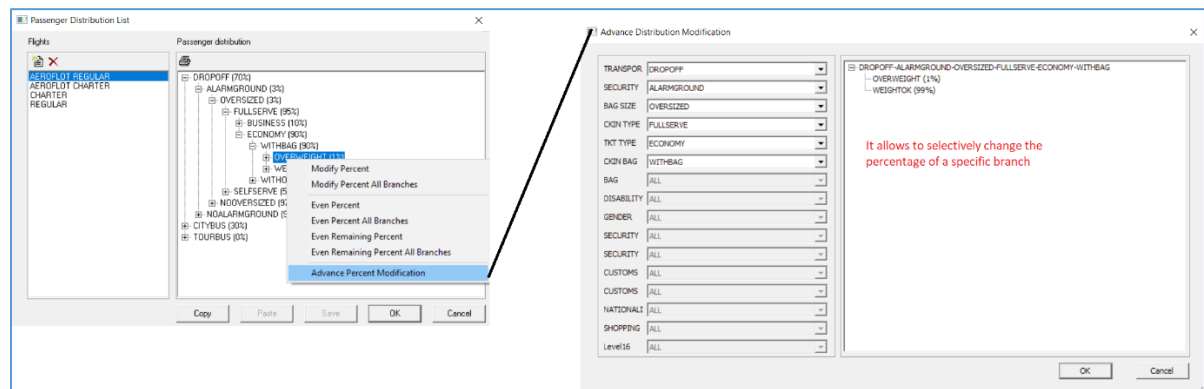 Passenger Distribution List
Flights
Passenger distribution
AEROFLOT REGULAR
AEROFLOT CHARTER
CHARTER
REGULAR
DROPOFF (70%)
ALARMGROUND (3%)
OVERSIZED (3%)
FULLSERVE (95%)
BUSINESS (10%)
ECONOMY (90%)
WITHBAG (90%)
OVERWEIGHT (1%)
WE
WITHO
SELFSERVE (5
NOOVERSIZED (97
NOALARMGROUND (9
CITYBUS (30%)
TOURBUS (0%)
Modify Percent
Modify Percent All Branches
Even Percent
Even Percent All Branches
Even Remaining Percent
Even Remaining Percent All Branches
Advance Percent Modification
Copy Paste Save OK Cancel
Advance Distribution Modification
TRANSPOR DROPOFF
SECURITY ALARMGROUND
BAG SIZE OVERSIZED
CKIN TYPE FULLSERVE
TKT TYPE ECONOMY
CKIN BAG WITHBAG
BAG ALL
DISABILITY ALL
GENDER ALL
SECURITY ALL
SECURITY ALL
CUSTOMS ALL
CUSTOMS ALL
NATIONALI ALL
SHOPPING ALL
Level16 ALL
DROPOFF-ALARMGROUND-OVERSIZED-FULLSERVE-ECONOMY-WITHBAG
OVERWEIGHT (1%)
WEIGHTOK (99%)
It allows to selectively change the
percentage of a specific branch
OK Cancel